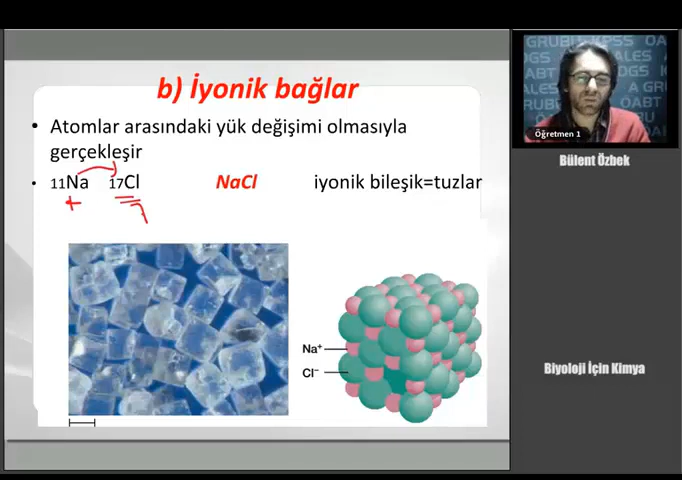 b) İyonik bağlar
• Atomlar arasındaki yük değişimi olmasıyla
gerçekleşir
• 11Na 17Cl NaCl iyonik bileşik=tuzlar
+
Na⁺
Cl⁻
Öğretmen 1
Bülent Özbek
Biyoloji İçin Kimya